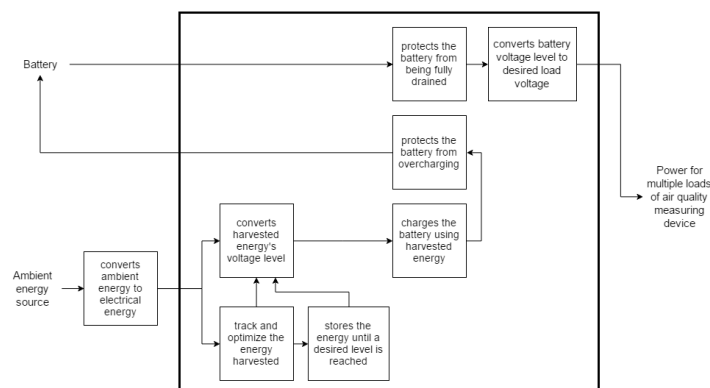 protects the
battery from
being fully
drained
converts battery
voltage level to
desired load
voltage
Battery
protects the
battery from
overcharging
Power for
multiple loads
of air quality
measuring
device
converts
harvested
energy's
voltage level
charges the
battery using
harvested
energy
Ambient
energy
source
converts
ambient
energy to
electrical
energy
track and
optimize the
energy
harvested
stores the
energy until a
desired level is
reached